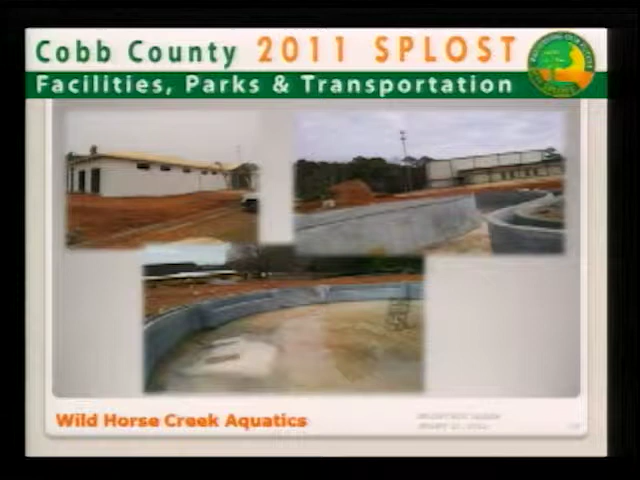 Cobb County 2011 SPLOST
Facilities, Parks & Transportation
Wild Horse Creek Aquatics